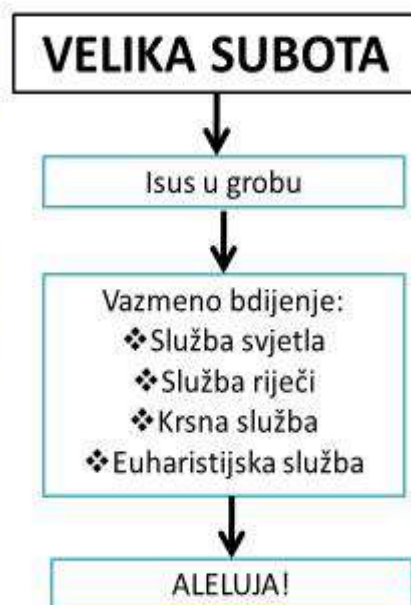 VELIKA SUBOTA
Isus u grobu
Vazmeno bdijenje:
❖Služba svjetla
❖Služba riječi
❖Krsna služba
❖Euharistijska služba
ALELUJA!